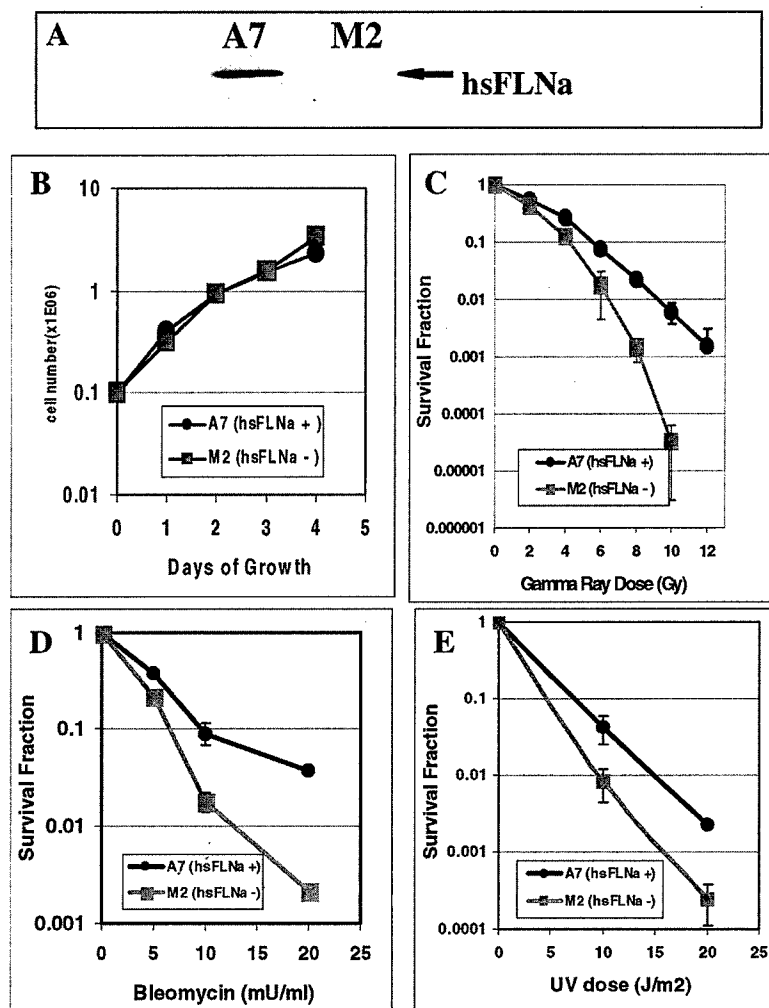 A
A7
M2
hsFLNa
B
10
1
0.1
0.01
cell number(x1E06)
A7 (hsFLNa + )
M2 (hsFLNa - )
0 1 2 3 4 5
Days of Growth
C
1
0.1
0.01
0.001
0.0001
0.00001
0.000001
Survival Fraction
A7 (hsFLNa +)
M2 (hsFLNa - )
0 2 4 6 8 10 12
Gamma Ray Dose (Gy)
D
1
0.1
0.01
0.001
Survival Fraction
A7 (hsFLNa +)
M2 (hsFLNa -)
0 5 10 15 20 25
Bleomycin (mU/ml)
E
1
0.1
0.01
0.001
0.0001
Survival Fraction
A7 (hsFLNa +)
M2 (hsFLNa -)
0 5 10 15 20 25
UV dose (J/m2)